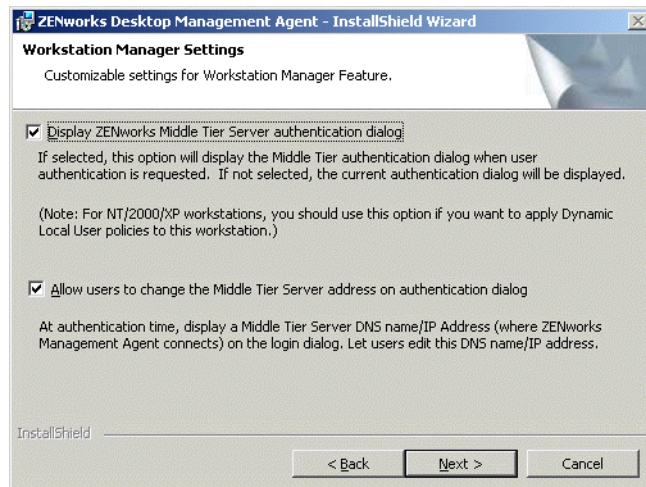 ZENworks Desktop Management Agent - InstallShield Wizard
Workstation Manager Settings
Customizable settings for Workstation Manager Feature.
Display ZENworks Middle Tier Server authentication dialog
If selected, this option will display the Middle Tier authentication dialog when user
authentication is requested.  If not selected, the current authentication dialog will be displayed.
(Note: For NT/2000/XP workstations, you should use this option if you want to apply Dynamic
Local User policies to this workstation.)
Allow users to change the Middle Tier Server address on authentication dialog
At authentication time, display a Middle Tier Server DNS name/IP Address (where ZENworks
Management Agent connects) on the login dialog. Let users edit this DNS name/IP address.
InstallShield
< Back
Next >
Cancel